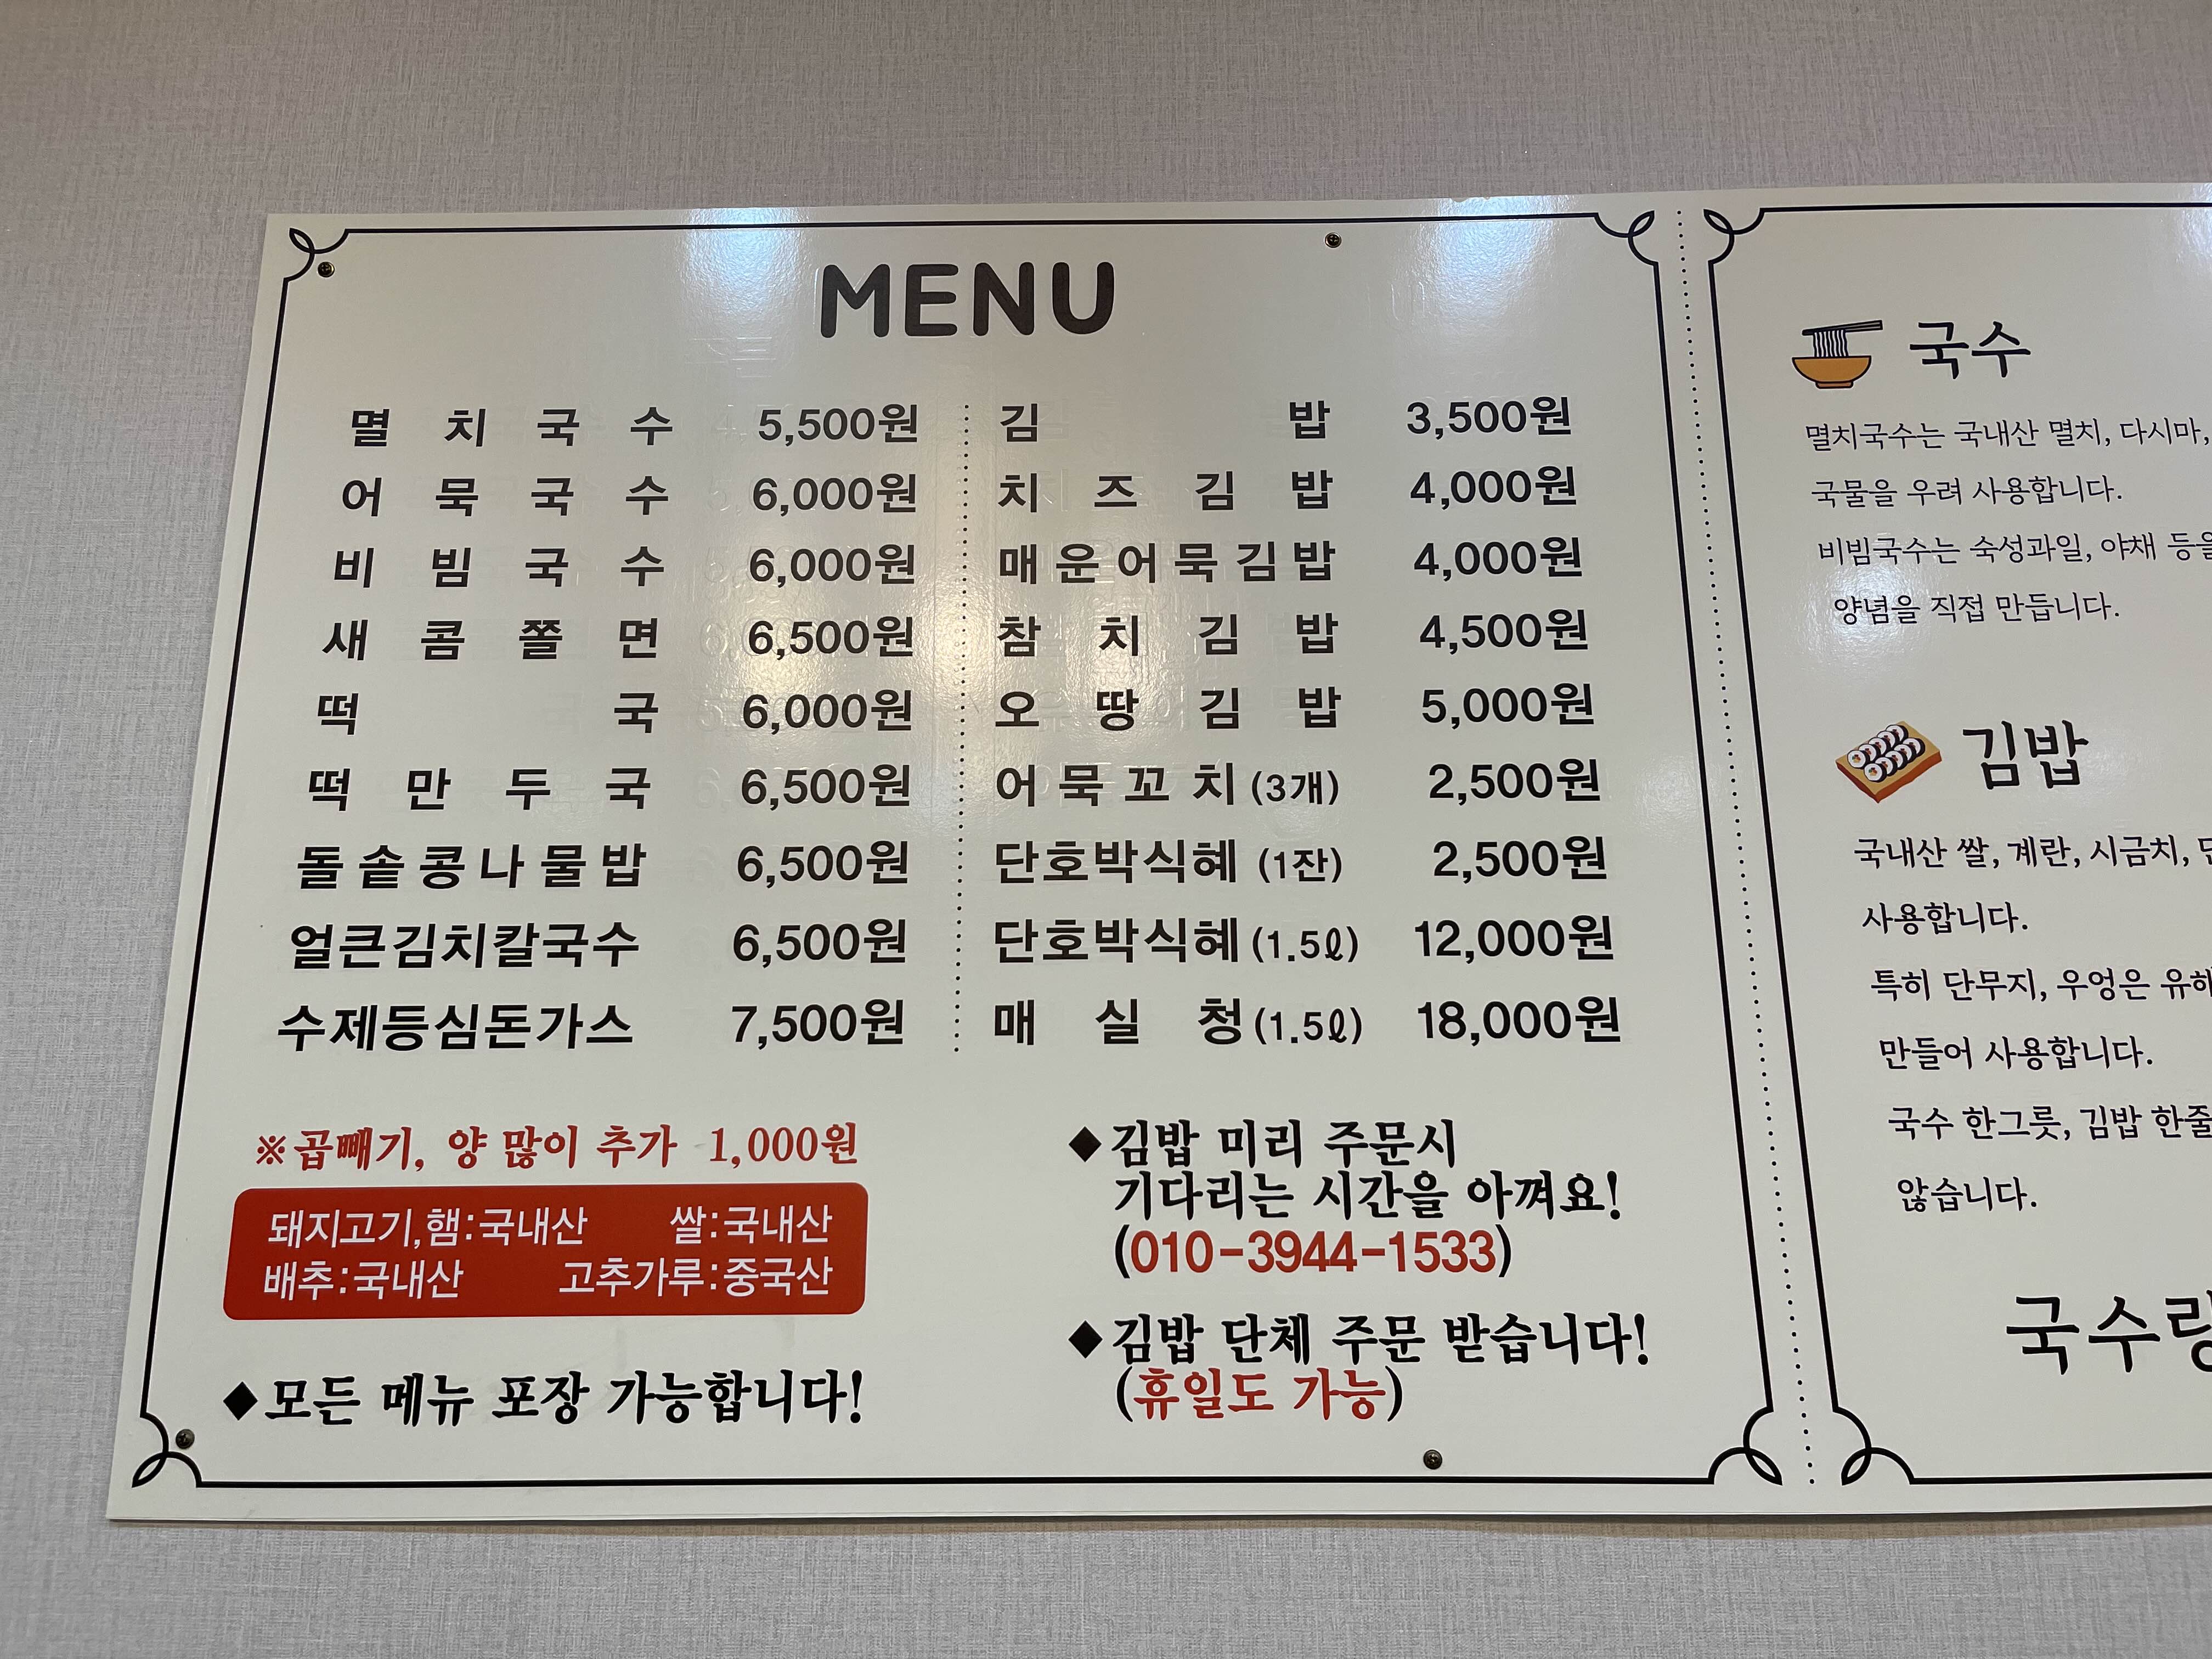 MENU
멸치국수 5,500원
어묵국수 6,000원
비빔국수 6,000원
새콤쫄면 6,500원
떡국 6,000원
떡만두국 6,500원
돌솥콩나물밥 6,500원
얼큰김치칼국수 6,500원
수제등심돈가스 7,500원
김밥 3,500원
치즈김밥 4,000원
매운어묵김밥 4,000원
참치김밥 4,500원
오땅김밥 5,000원
어묵꼬치(3개) 2,500원
단호박식혜 (1잔) 2,500원
단호박식혜(1.5ℓ) 12,000원
매실청(1.5ℓ) 18,000원
※곱빼기, 양 많이 추가 1,000원
돼지고기,햄:국내산 쌀:국내산
배추:국내산 고추가루:중국산
◆모든 메뉴 포장 가능합니다!
◆김밥 미리 주문시
기다리는 시간을 아껴요!
(010-3944-1533)
◆김밥 단체 주문 받습니다!
(휴일도 가능)
국수
멸치국수는 국내산 멸치, 다시마,
국물을 우려 사용합니다.
비빔국수는 숙성과일, 야채 등을
양념을 직접 만듭니다.
김밥
국내산 쌀, 계란, 시금치,
사용합니다.
특히 단무지, 우엉은 유해
만들어 사용합니다.
국수 한그릇, 김밥 한줄
않습니다.
국수랑